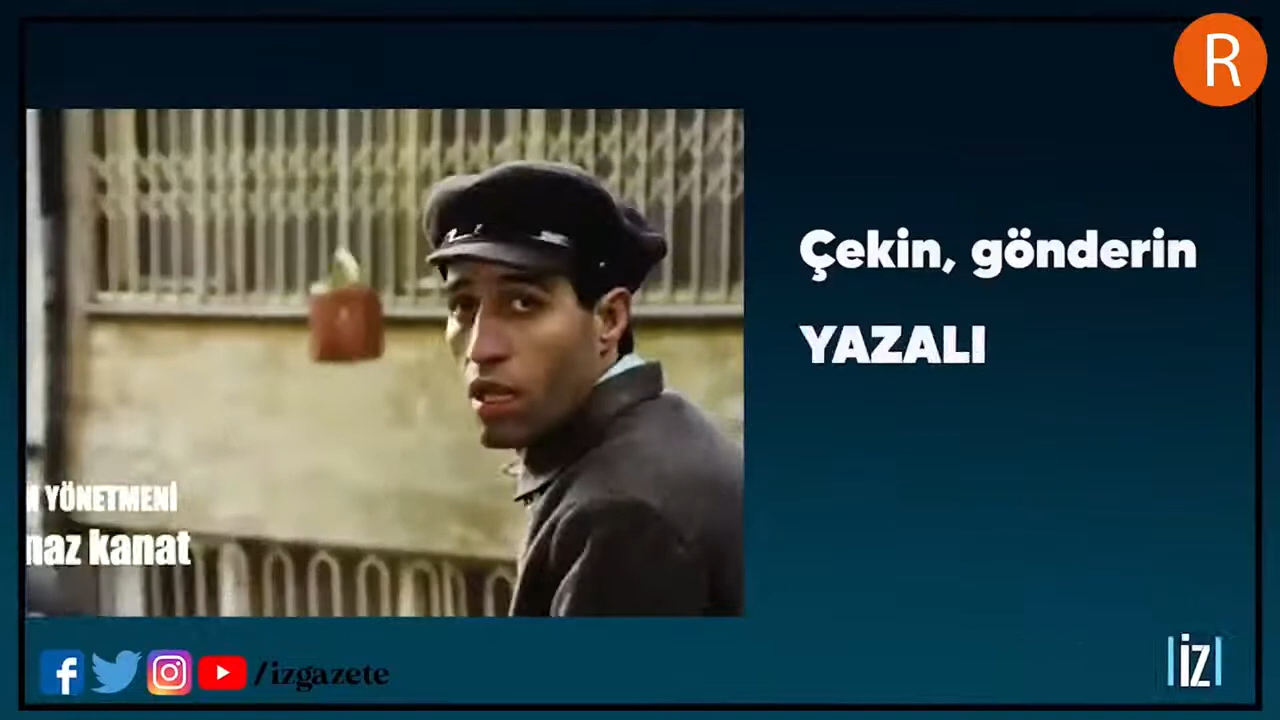 R
Çekin, gönderin
YAZALI
YÖNETMENİ
naz kanat
/izgazete
İZ